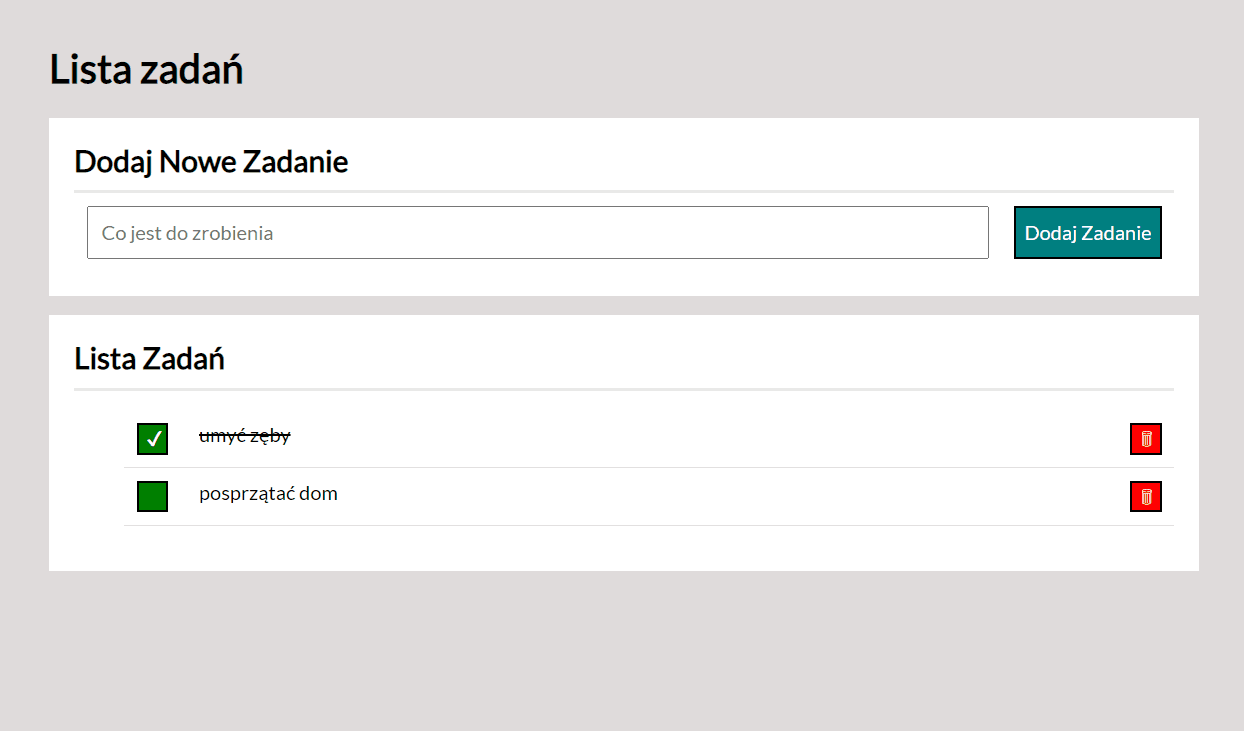 Lista zadań
Dodaj Nowe Zadanie
Co jest do zrobienia
Dodaj Zadanie
Lista Zadań
umyć zęby
posprzątać dom